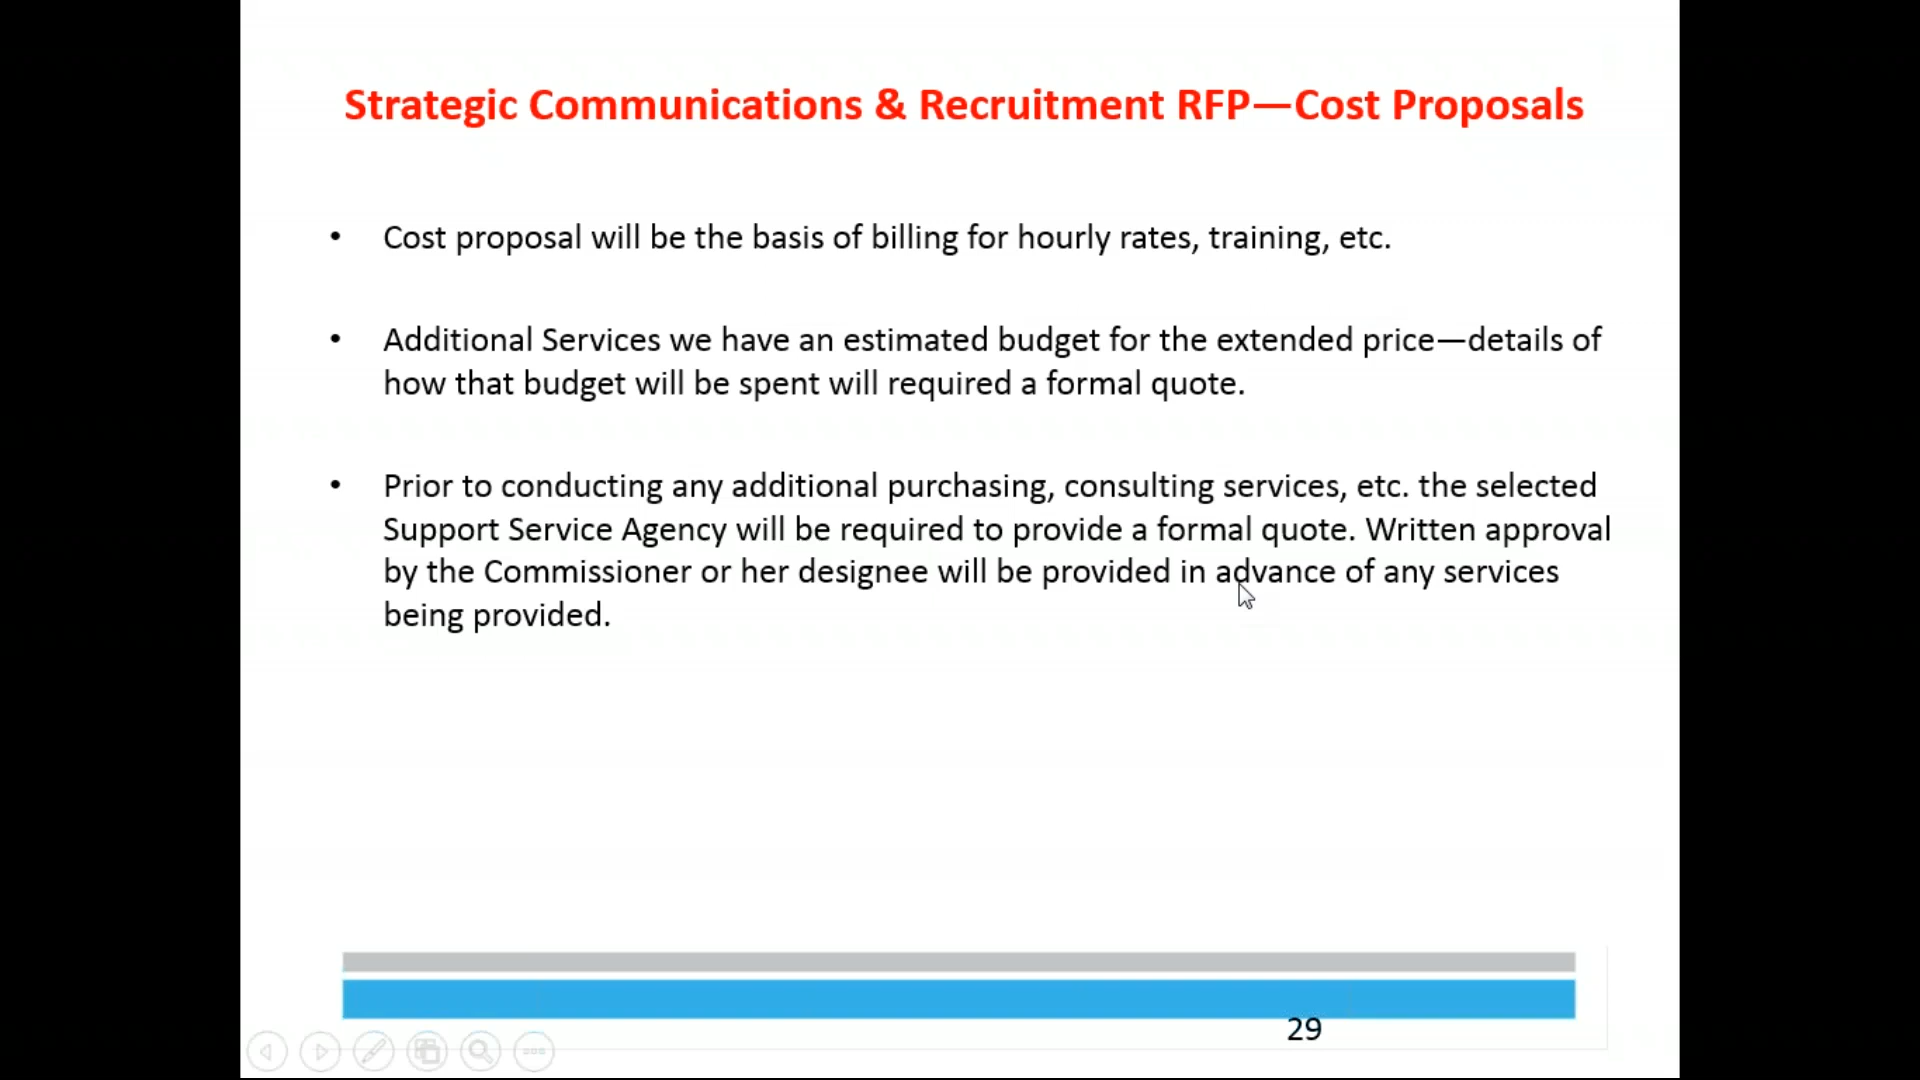 Strategic Communications & Recruitment RFP—Cost Proposals
• Cost proposal will be the basis of billing for hourly rates, training, etc.
• Additional Services we have an estimated budget for the extended price—details of
how that budget will be spent will required a formal quote.
• Prior to conducting any additional purchasing, consulting services, etc. the selected
Support Service Agency will be required to provide a formal quote. Written approval
by the Commissioner or her designee will be provided in advance of any services
being provided.
29